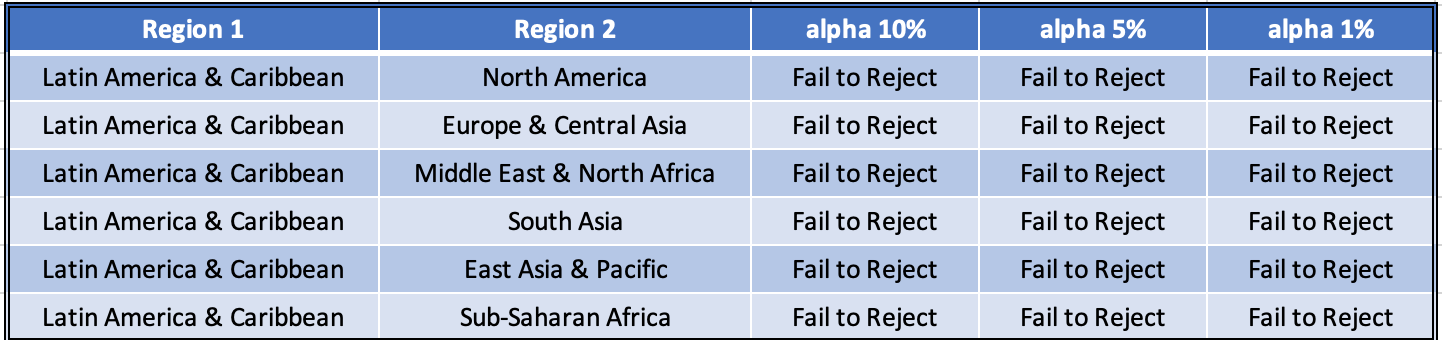 Region 1 Region 2 alpha 10% alpha 5% alpha 1%
Latin America & Caribbean North America Fail to Reject Fail to Reject Fail to Reject
Latin America & Caribbean Europe & Central Asia Fail to Reject Fail to Reject Fail to Reject
Latin America & Caribbean Middle East & North Africa Fail to Reject Fail to Reject Fail to Reject
Latin America & Caribbean South Asia Fail to Reject Fail to Reject Fail to Reject
Latin America & Caribbean East Asia & Pacific Fail to Reject Fail to Reject Fail to Reject
Latin America & Caribbean Sub-Saharan Africa Fail to Reject Fail to Reject Fail to Reject